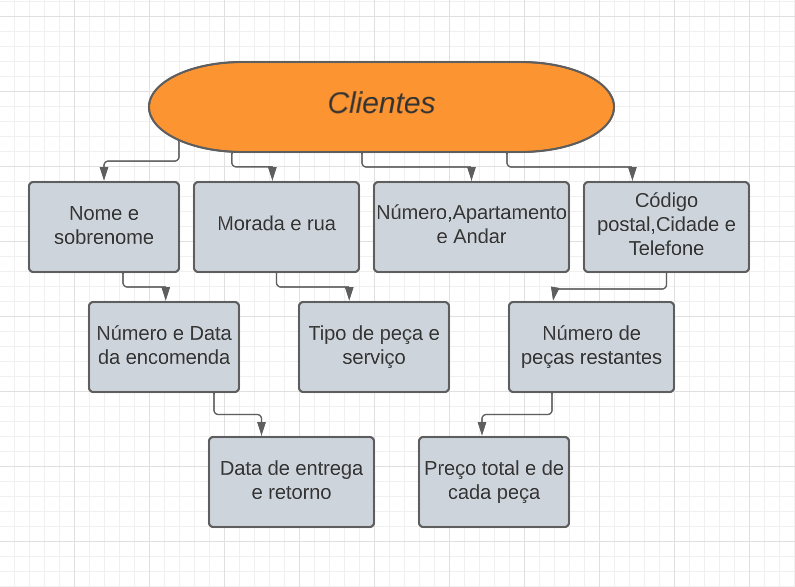 Clientes
Nome e
sobrenome
Morada e rua
Número,Apartamento
e Andar
Código
postal,Cidade e
Telefone
Número e Data
da encomenda
Tipo de peça e
serviço
Número de
peças restantes
Data de entrega
e retorno
Preço total e de
cada peça